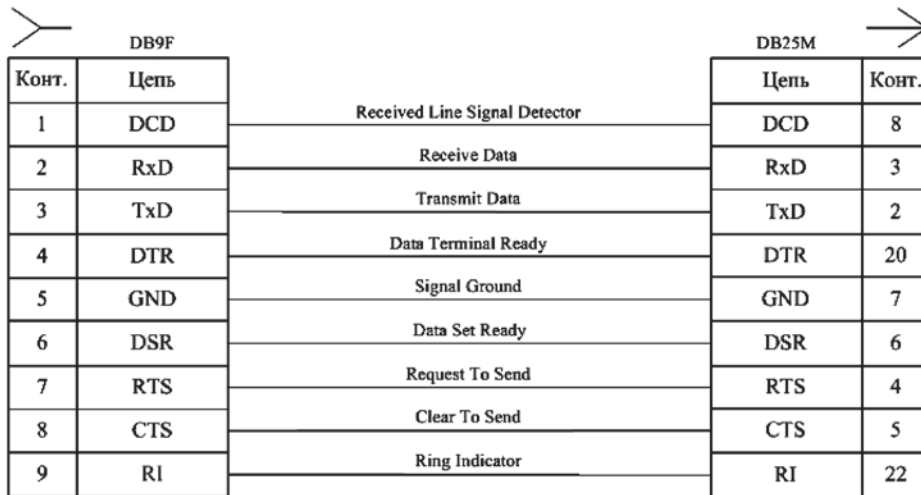 DB9F DB25M
Конт. Цепь Цепь Конт.
1 DCD Received Line Signal Detector DCD 8
2 RxD Receive Data RxD 3
3 TxD Transmit Data TxD 2
4 DTR Data Terminal Ready DTR 20
5 GND Signal Ground GND 7
6 DSR Data Set Ready DSR 6
7 RTS Request To Send RTS 4
8 CTS Clear To Send CTS 5
9 RI Ring Indicator RI 22